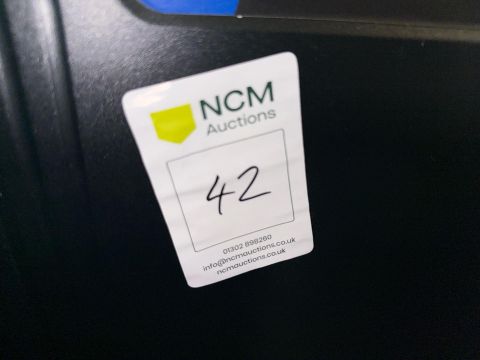 NCM
Auctions
42
01302 898260
info@ncmauctions.co.uk
ncmauctions.co.uk